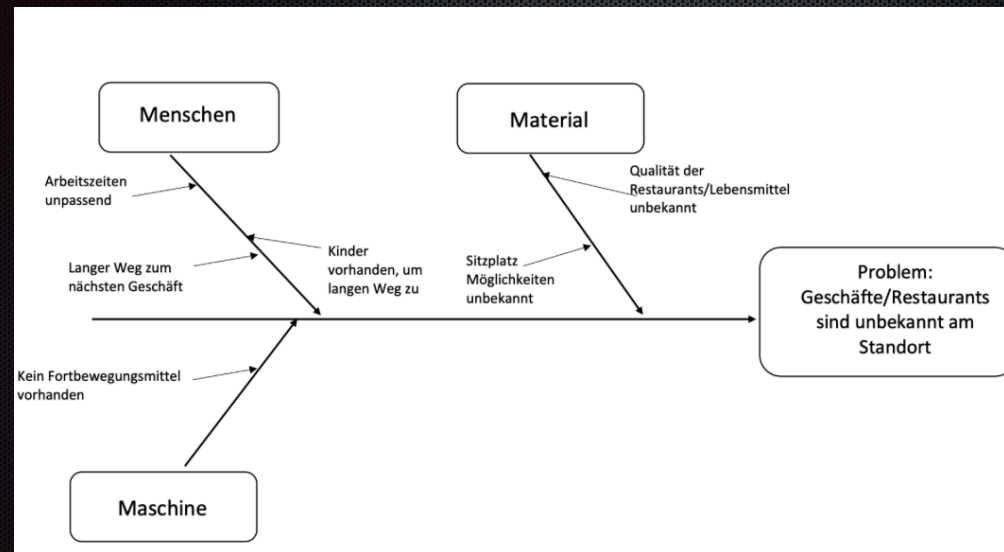 Menschen
Material
Arbeitszeiten
unpassend
Langer Weg zum
nächsten Geschäft
Kinder
vorhanden, um
langen Weg zu
Qualität der
Restaurants/Lebensmittel
unbekannt
Sitzplatz
Möglichkeiten
unbekannt
Problem:
Geschäfte/Restaurants
sind unbekannt am
Standort
Kein Fortbewegungsmittel
vorhanden
Maschine